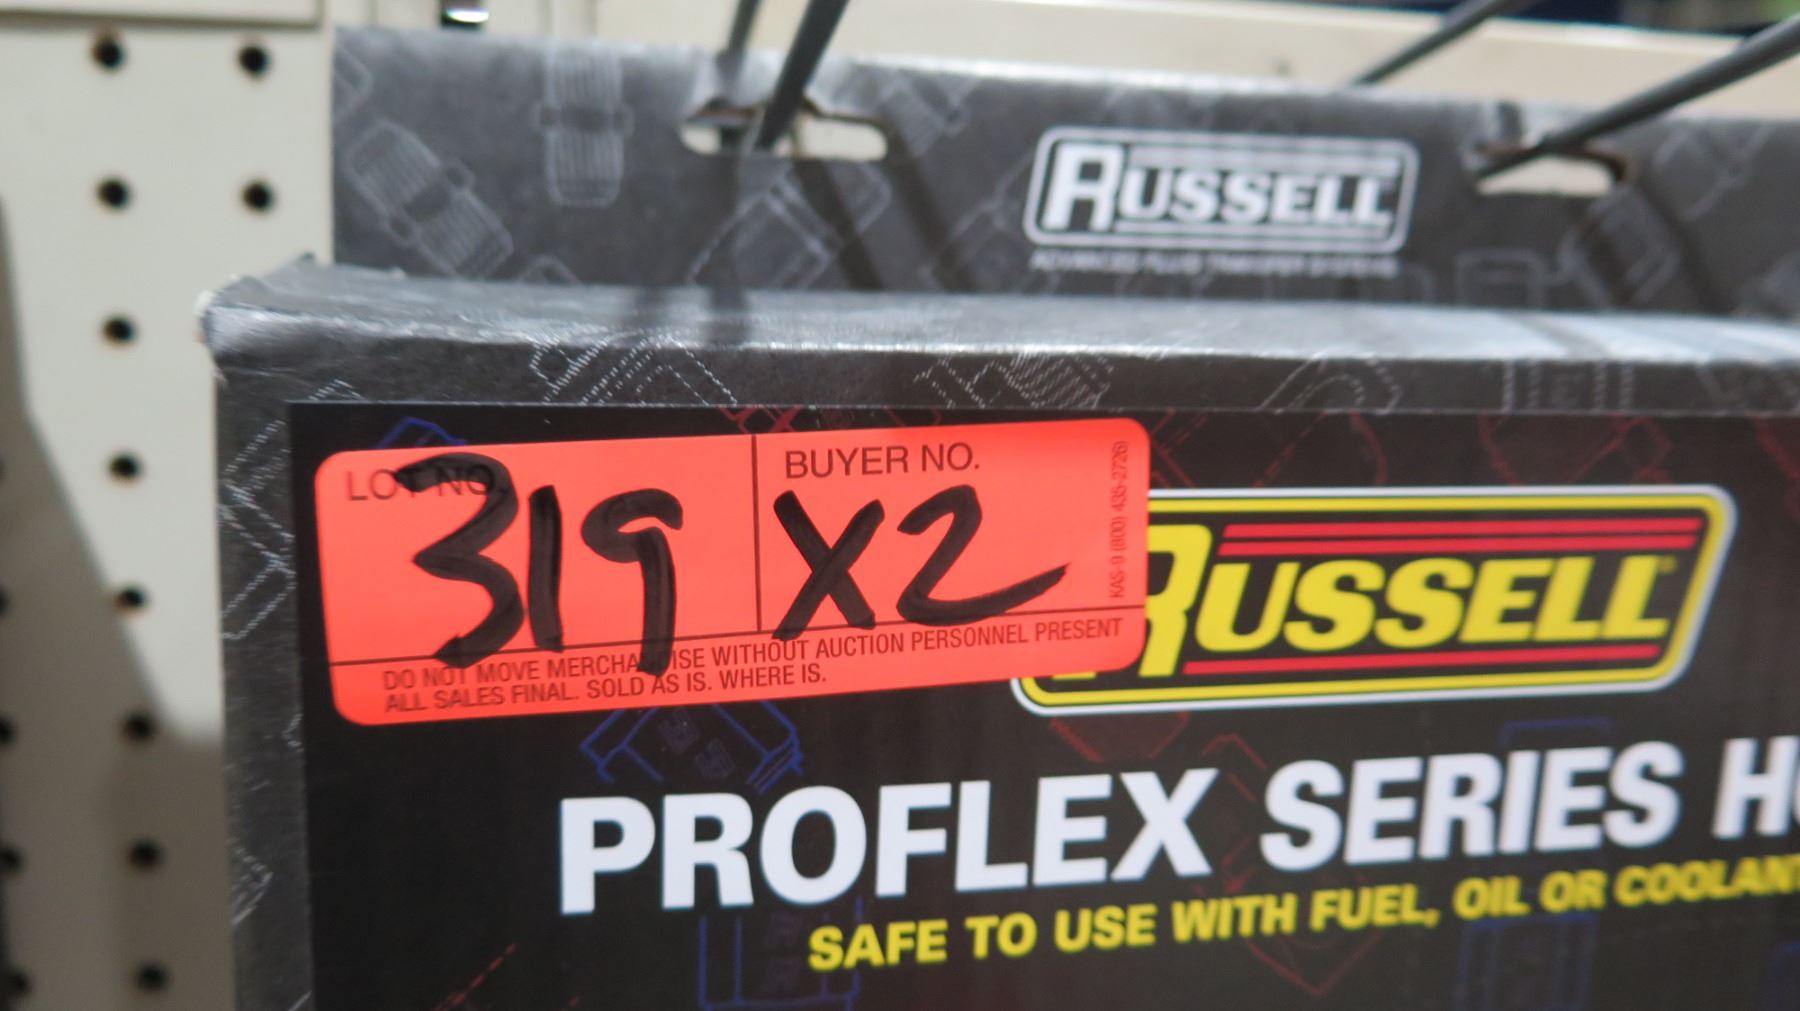 RUSSELL
LOT NO.
319
BUYER NO.
X2
KAS-9 (800) 435-2726
DO NOT MOVE MERCHANDISE WITHOUT AUCTION PERSONNEL PRESENT
ALL SALES FINAL. SOLD AS IS. WHERE IS.
RUSSELL
PROFLEX SERIES H
SAFE TO USE WITH FUEL, OIL OR COOLANT